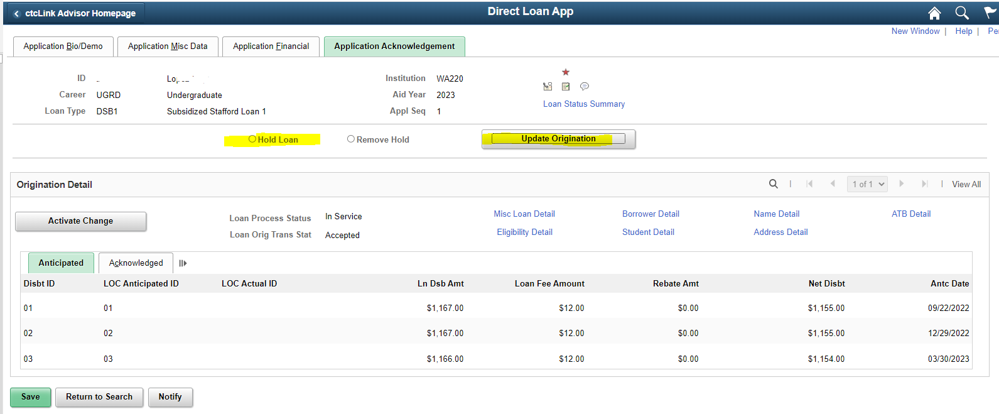 ctcLink Advisor Homepage
Direct Loan App
New Window | Help |
Application Bio/Demo Application Misc Data Application Financial Application Acknowledgement
ID Institution WA220
Career UGRD Undergraduate Aid Year 2023
Loan Type DSB1 Subsidized Stafford Loan 1 Appl Seq 1
Loan Status Summary
Hold Loan Remove Hold Update Origination
Origination Detail 1 of 1 | View All
Activate Change
Loan Process Status In Service Misc Loan Detail Borrower Detail Name Detail ATB Detail
Loan Orig Trans Stat Accepted Eligibility Detail Student Detail Address Detail
Anticipated Acknowledged
Disbt ID LOC Anticipated ID LOC Actual ID Ln Dsb Amt Loan Fee Amount Rebate Amt Net Disbt Antc Date
01 01 $1,167.00 $12.00 $0.00 $1,155.00 09/22/2022
02 02 $1,167.00 $12.00 $0.00 $1,155.00 12/29/2022
03 03 $1,166.00 $12.00 $0.00 $1,154.00 03/30/2023
Save Return to Search Notify